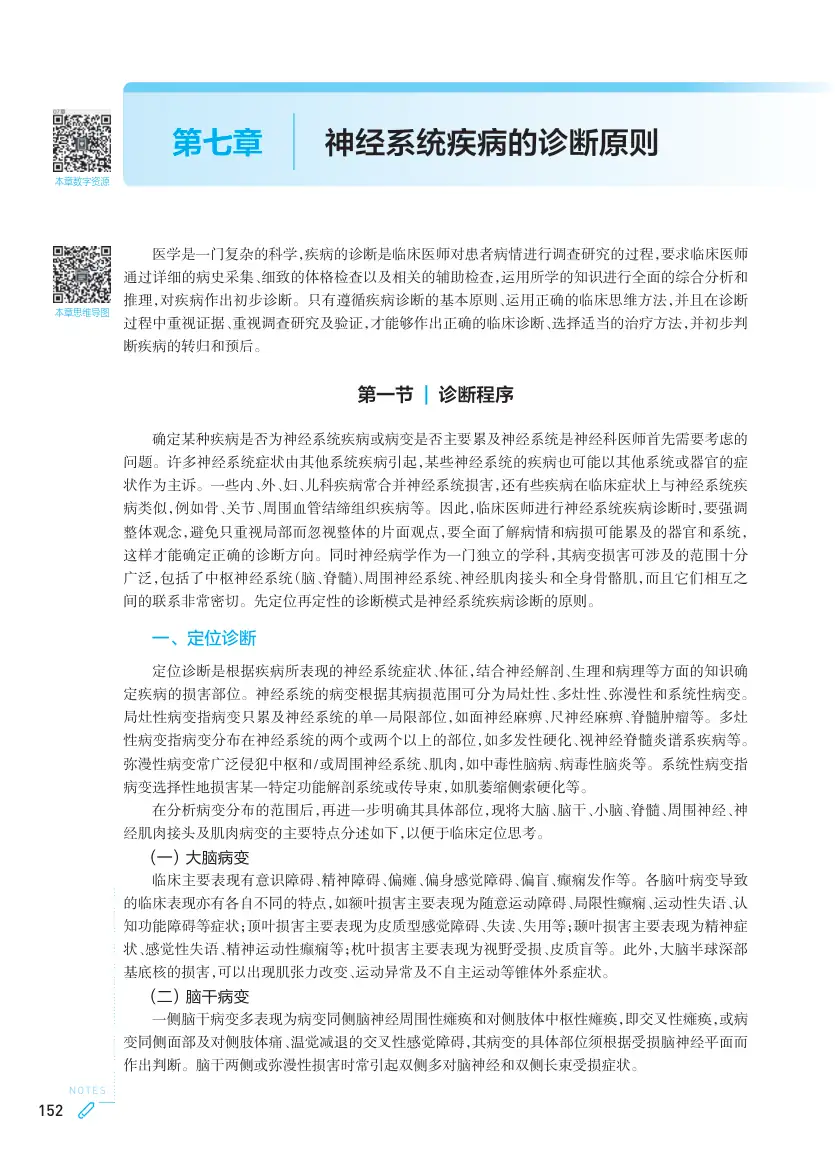 第七章
神经系统疾病的诊断原则
本章数字资源
本章思维导图
医学是一门复杂的科学,疾病的诊断是临床医师对患者病情进行调查研究的过程,要求临床医师
通过详细的病史采集、细致的体格检查以及相关的辅助检查,运用所学的知识进行全面的综合分析和
推理,对疾病作出初步诊断。只有遵循疾病诊断的基本原则、运用正确的临床思维方法,并且在诊断
过程中重视证据、重视调查研究及验证,才能够作出正确的临床诊断、选择适当的治疗方法,并初步判
断疾病的转归和预后。
第一节 | 诊断程序
确定某种疾病是否为神经系统疾病或病变是否主要累及神经系统是神经科医师首先需要考虑的
问题。许多神经系统症状由其他系统疾病引起,某些神经系统的疾病也可能以其他系统或器官的症
状作为主诉。一些内、外、妇、儿科疾病常合并神经系统损害,还有些疾病在临床症状上与神经系统疾
病类似,例如骨、关节、周围血管结缔组织疾病等。因此,临床医师进行神经系统疾病诊断时,要强调
整体观念,避免只重视局部而忽视整体的片面观点,要全面了解病情和病损可能累及的器官和系统,
这样才能确定正确的诊断方向。同时神经病学作为一门独立的学科,其病变损害可涉及的范围十分
广泛,包括了中枢神经系统(脑、脊髓)、周围神经系统、神经肌肉接头和全身骨骼肌,而且它们相互之
间的联系非常密切。先定位再定性的诊断模式是神经系统疾病诊断的原则。
一、定位诊断
定位诊断是根据疾病所表现的神经系统症状、体征,结合神经解剖、生理和病理等方面的知识确
定疾病的损害部位。神经系统的病变根据其病损范围可分为局灶性、多灶性、弥漫性和系统性病变。
局灶性病变指病变只累及神经系统的单一局限部位,如面神经麻痹、尺神经麻痹、脊髓肿瘤等。多灶
性病变指病变分布在神经系统的两个或两个以上的部位,如多发性硬化、视神经脊髓炎谱系疾病等。
弥漫性病变常广泛侵犯中枢和/或周围神经系统、肌肉,如中毒性脑病、病毒性脑炎等。系统性病变指
病变选择性地损害某一特定功能解剖系统或传导束,如肌萎缩侧索硬化等。
在分析病变分布的范围后,再进一步明确其具体部位,现将大脑、脑干、小脑、脊髓、周围神经、神
经肌肉接头及肌肉病变的主要特点分述如下,以便于临床定位思考。
(一)大脑病变
临床主要表现有意识障碍、精神障碍、偏瘫、偏身感觉障碍、偏盲、癫痫发作等。各脑叶病变导致
的临床表现亦有各自不同的特点,如额叶损害主要表现为随意运动障碍、局限性癫痫、运动性失语、认
知功能障碍等症状;顶叶损害主要表现为皮质型感觉障碍、失读、失用等;颞叶损害主要表现为精神症
状、感觉性失语、精神运动性癫痫等;枕叶损害主要表现为视野受损、皮质盲等。此外,大脑半球深部
基底核的损害,可以出现肌张力改变、运动异常及不自主运动等锥体外系症状。
(二)脑干病变
一侧脑干病变多表现为病变同侧脑神经周围性瘫痪和对侧肢体中枢性瘫痪,即交叉性瘫痪,或病
变同侧面部及对侧肢体痛、温觉减退的交叉性感觉障碍,其病变的具体部位须根据受损脑神经平面而
作出判断。脑干两侧或弥漫性损害时常引起双侧多对脑神经和双侧长束受损症状。
NOTES
152